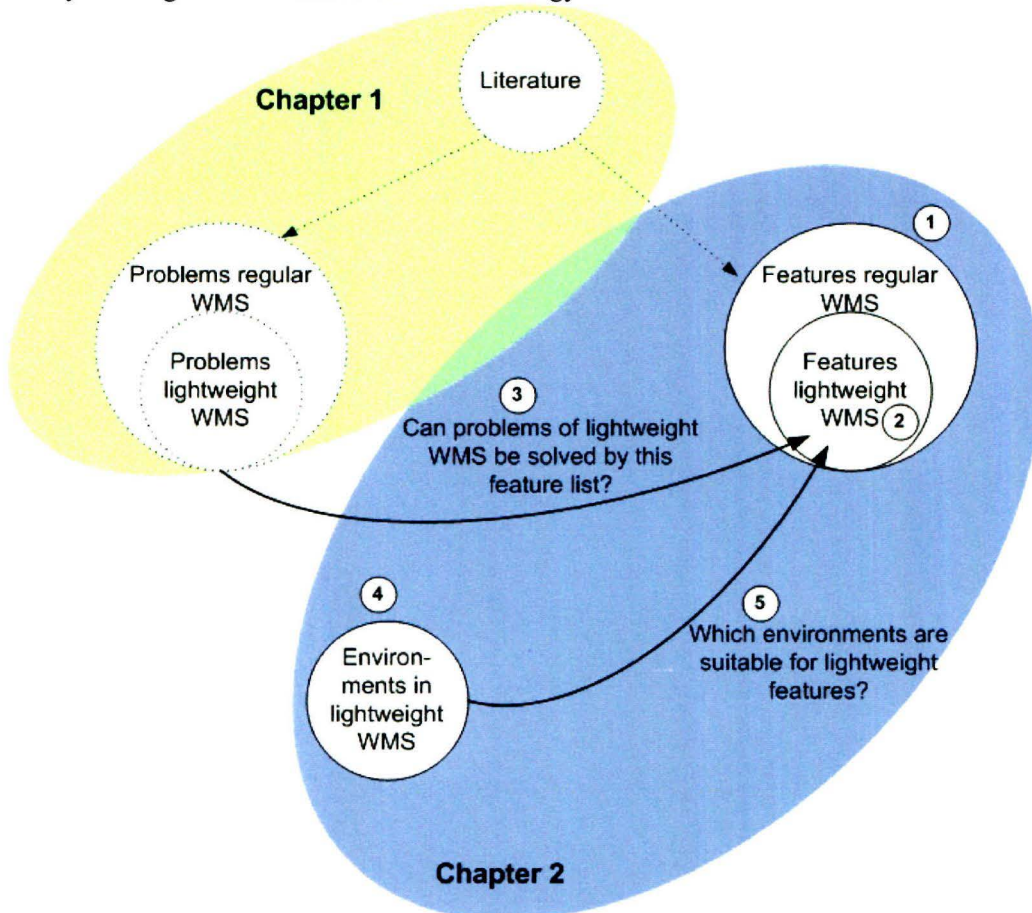 Literature
Chapter 1
1
Problems regular
WMS
Features regular
WMS
Problems
lightweight
WMS
Features
lightweight
WMS
2
3
Can problems of lightweight
WMS be solved by this
feature list?
4
5
Environ-
ments in
lightweight
WMS
Which environments are
suitable for lightweight
features?
Chapter 2